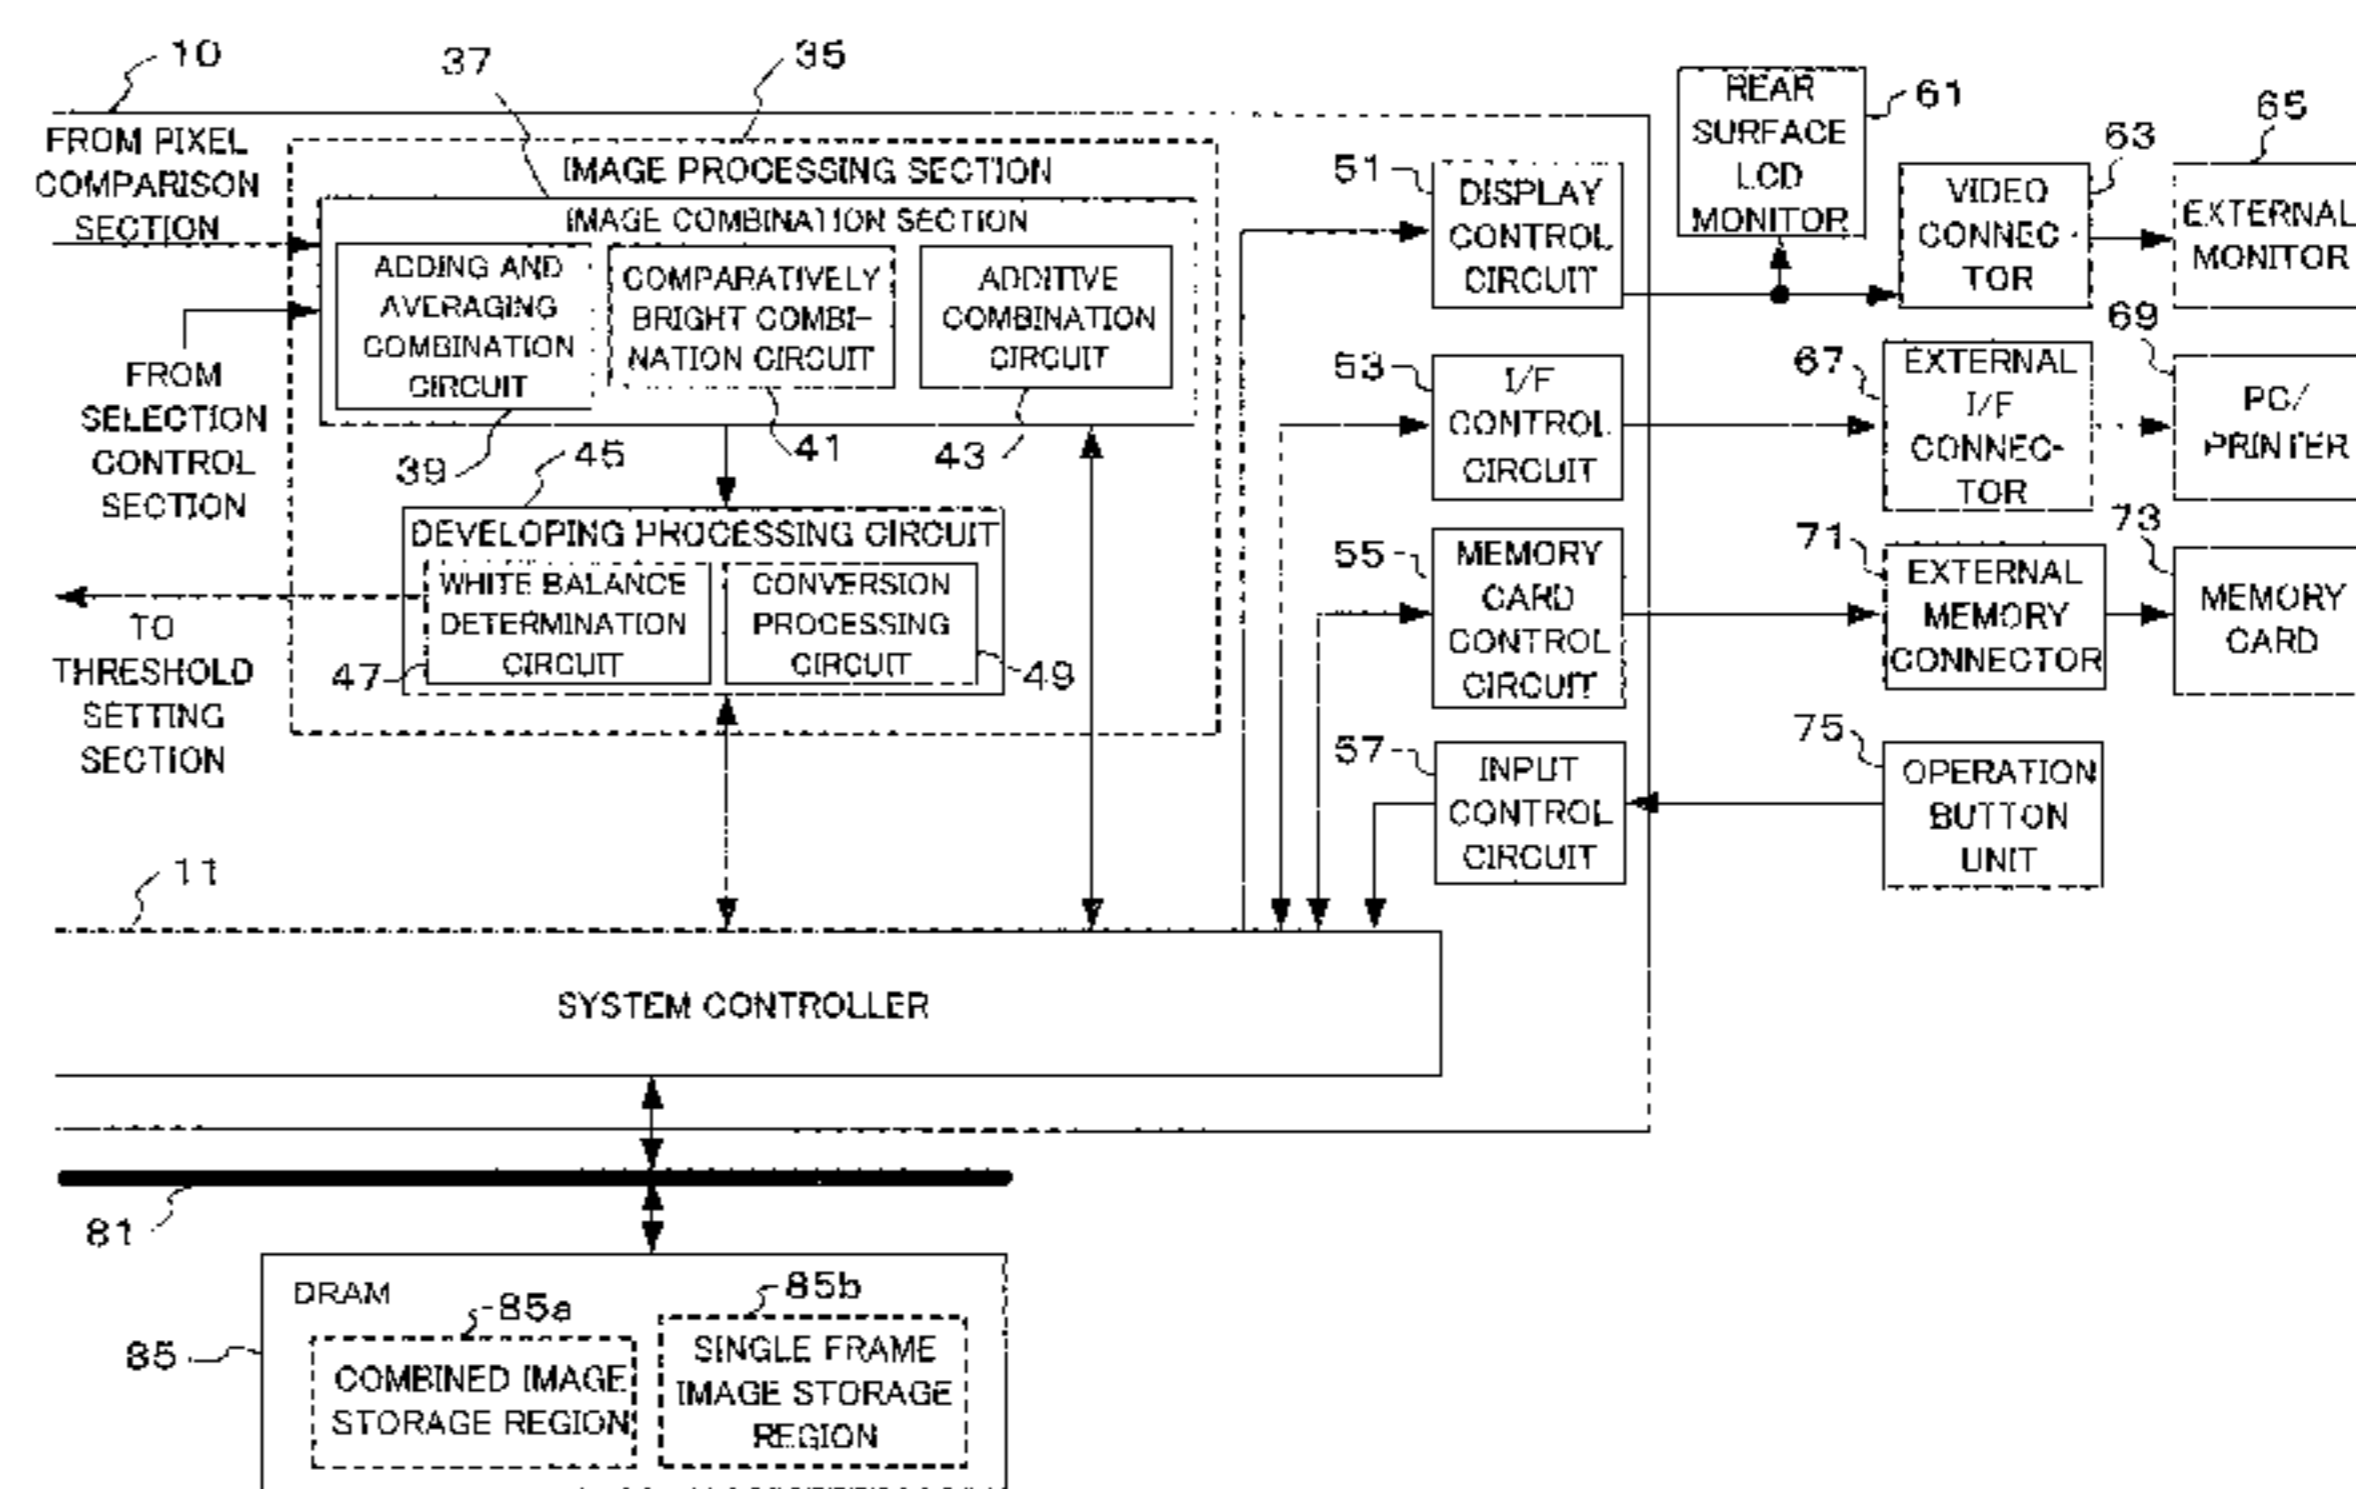 10
37
35
FROM PIXEL
COMPARISON
SECTION
IMAGE PROCESSING SECTION
IMAGE COMBINATION SECTION
ADDING AND
AVERAGING
COMBINATION
CIRCUIT
COMPARATIVELY
BRIGHT COMBI-
NATION CIRCUIT
ADDITIVE
COMBINATION
CIRCUIT
FROM
SELECTION
CONTROL
SECTION
39
45
41
43
DEVELOPING PROCESSING CIRCUIT
WHITE BALANCE
DETERMINATION
CIRCUIT
CONVERSION
PROCESSING
CIRCUIT
47
49
TO
THRESHOLD
SETTING
SECTION
51
DISPLAY
CONTROL
CIRCUIT
REAR
SURFACE
LCD
MONITOR
61
VIDEO
CONNEC-
TOR
63
65
EXTERNAL
MONITOR
53
I/F
CONTROL
CIRCUIT
67
EXTERNAL
I/F
CONNEC-
TOR
69
PC/
PRINTER
55
MEMORY
CARD
CONTROL
CIRCUIT
71
EXTERNAL
MEMORY
CONNECTOR
73
MEMORY
CARD
57
INPUT
CONTROL
CIRCUIT
75
OPERATION
BUTTON
UNIT
11
SYSTEM CONTROLLER
81
DRAM
85
85a
COMBINED IMAGE
STORAGE REGION
85b
SINGLE FRAME
IMAGE STORAGE
REGION